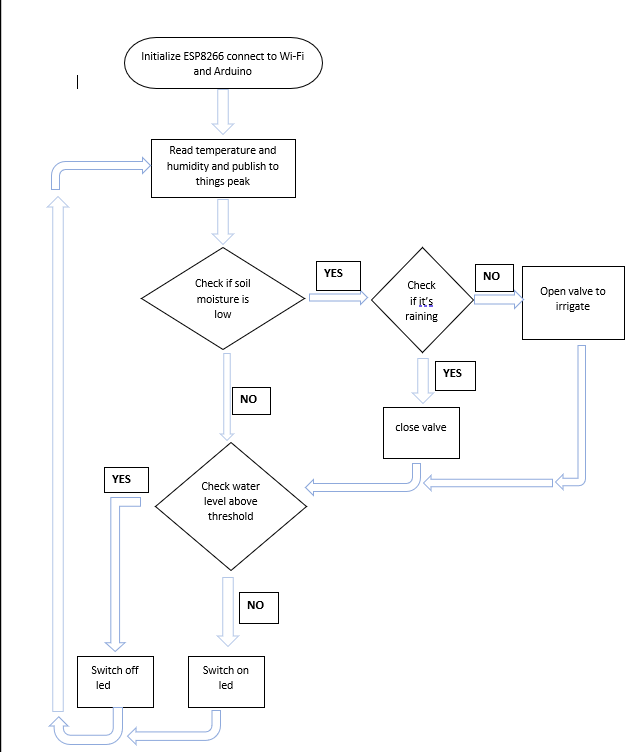 Initialize ESP8266 connect to Wi-Fi
and Arduino
Read temperature and
humidity and publish to
things peak
Check if soil
moisture is
low
YES
Check
if it's
raining
NO
Open valve to
irrigate
YES
close valve
NO
Check water
level above
threshold
YES
NO
Switch off
led
Switch on
led